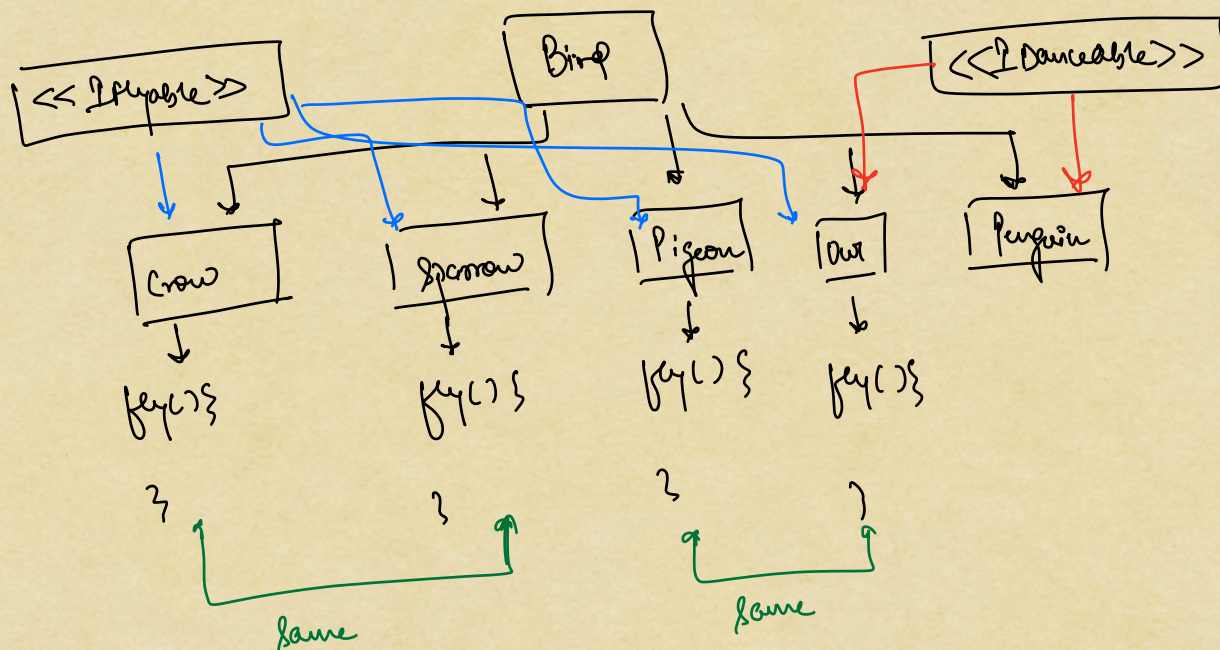 <<Iflyable>>
Bird
<<IDanceable>>
Crow
Sparrow
Pigeon
Owl
Penguin
fly(){
fly(){
fly(){
fly(){
}
}
}
}
Same
Same